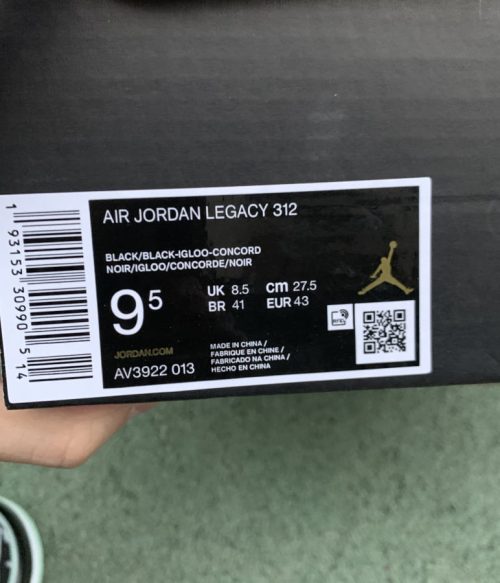 AIR JORDAN LEGACY 312
BLACK/BLACK-IGLOO-CONCORD
NOIR/IGLOO/CONCORDE/NOIR
9⁵
UK 8.5 cm 27.5
BR 41 EUR 43
JORDAN.COM
MADE IN CHINA /
FABRIQUE EN CHINE /
FABRICADO NA CHINA /
HECHO EN CHINA
AV3922 013
1 93153 30990 5 14